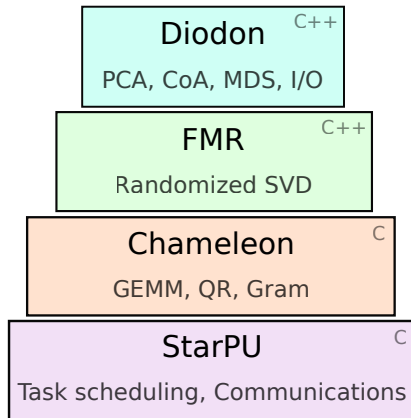 Diodon C++
PCA, CoA, MDS, I/O
FMR C++
Randomized SVD
Chameleon C
GEMM, QR, Gram
StarPU C
Task scheduling, Communications